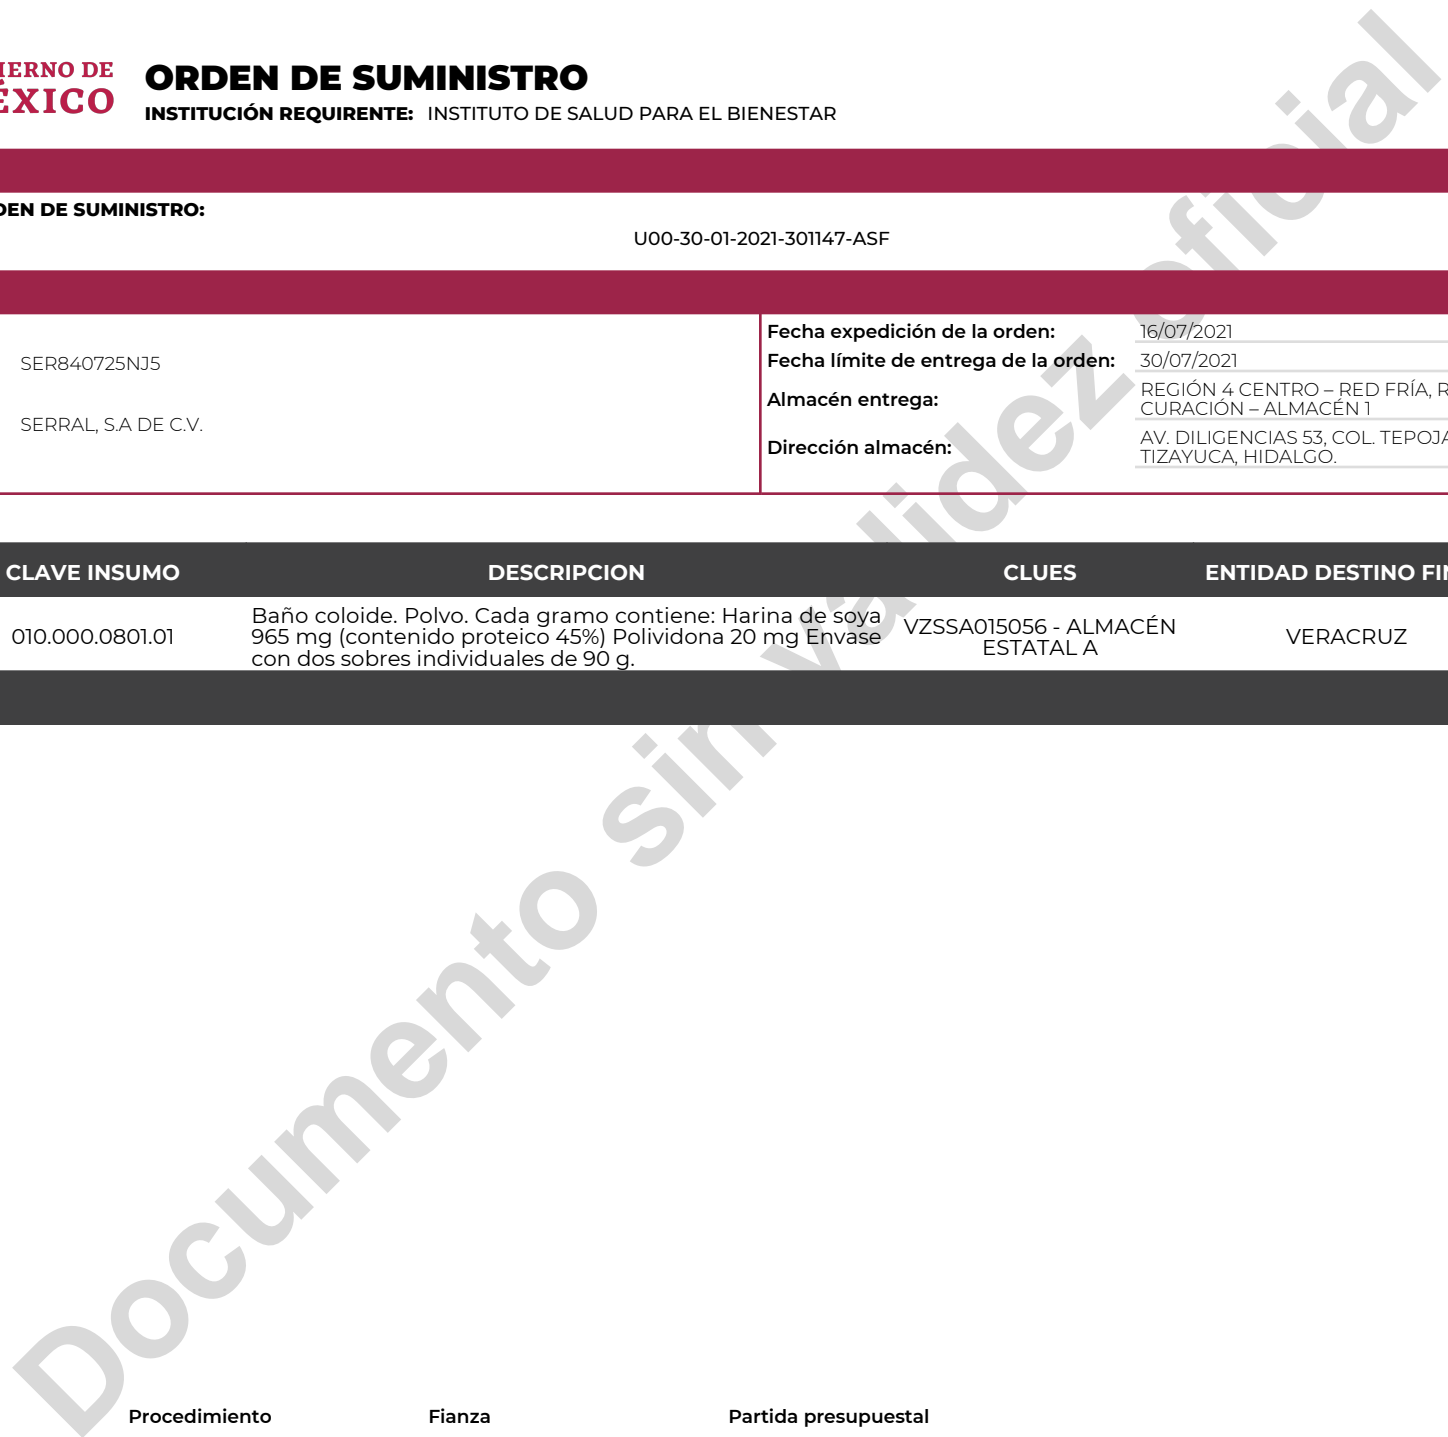 IERNO DE
ÉXICO
ORDEN DE SUMINISTRO
INSTITUCIÓN REQUIRENTE: INSTITUTO DE SALUD PARA EL BIENESTAR
DEN DE SUMINISTRO:
U00-30-01-2021-301147-ASF
SER840725NJ5
SERRAL, S.A DE C.V.
Fecha expedición de la orden: 16/07/2021
Fecha límite de entrega de la orden: 30/07/2021
Almacén entrega: REGIÓN 4 CENTRO – RED FRÍA, R
CURACIÓN – ALMACÉN 1
Dirección almacén: AV. DILIGENCIAS 53, COL. TEPOJA
TIZAYUCA, HIDALGO.
CLAVE INSUMO DESCRIPCION CLUES ENTIDAD DESTINO FIN
010.000.0801.01
Baño coloide. Polvo. Cada gramo contiene: Harina de soya
965 mg (contenido proteico 45%) Polividona 20 mg Envase
con dos sobres individuales de 90 g.
VZSSA015056 - ALMACÉN
ESTATAL A
VERACRUZ
Documento sin validez oficial
Procedimiento Fianza Partida presupuestal